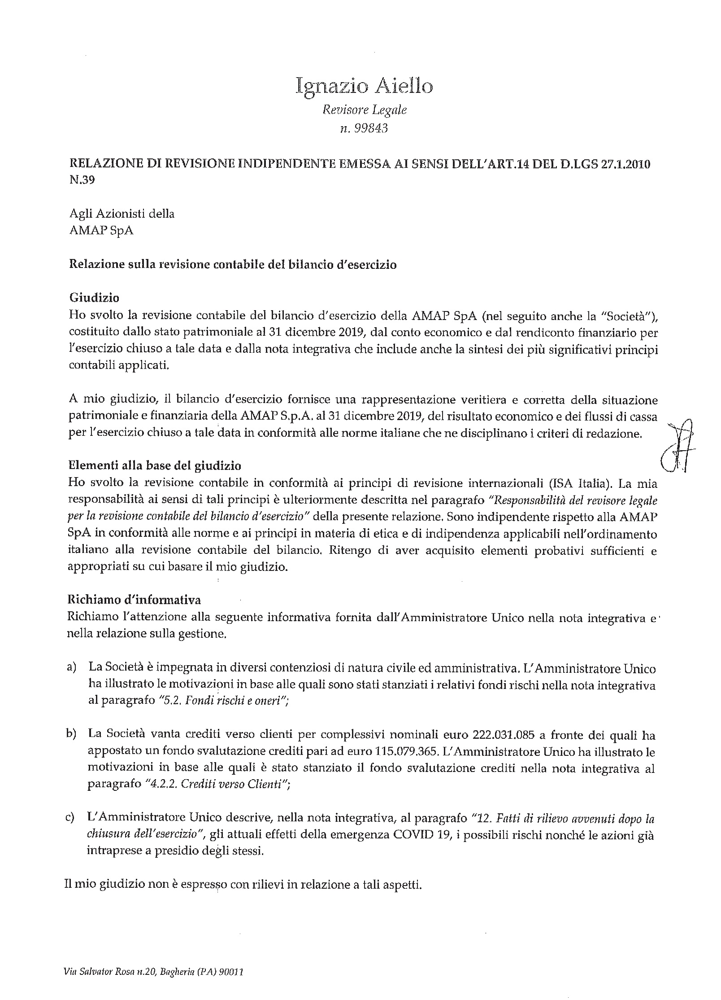 Ignazio Aiello
Revisore Legale
n. 99843
RELAZIONE DI REVISIONE INDIPENDENTE EMESSA AI SENSI DELL'ART.14 DEL D.LGS 27.1.2010
N.39
Agli Azionisti della
AMAP SpA
Relazione sulla revisione contabile del bilancio d'esercizio
Giudizio
Ho svolto la revisione contabile del bilancio d'esercizio della AMAP SpA (nel seguito anche la "Società"),
costituito dallo stato patrimoniale al 31 dicembre 2019, dal conto economico e dal rendiconto finanziario per
l'esercizio chiuso a tale data e dalla nota integrativa che include anche la sintesi dei più significativi principi
contabili applicati.
A mio giudizio, il bilancio d'esercizio fornisce una rappresentazione veritiera e corretta della situazione
patrimoniale e finanziaria della AMAP S.p.A. al 31 dicembre 2019, del risultato economico e dei flussi di cassa
per l'esercizio chiuso a tale data in conformità alle norme italiane che ne disciplinano i criteri di redazione.
Elementi alla base del giudizio
Ho svolto la revisione contabile in conformità ai principi di revisione internazionali (ISA Italia). La mia
responsabilità ai sensi di tali principi è ulteriormente descritta nel paragrafo "Responsabilità del revisore legale
per la revisione contabile del bilancio d'esercizio" della presente relazione. Sono indipendente rispetto alla AMAP
SpA in conformità alle norme e ai principi in materia di etica e di indipendenza applicabili nell'ordinamento
italiano alla revisione contabile del bilancio. Ritengo di aver acquisito elementi probativi sufficienti e
appropriati su cui basare il mio giudizio.
Richiamo d'informativa
Richiamo l'attenzione alla seguente informativa fornita dall'Amministratore Unico nella nota integrativa e
nella relazione sulla gestione.
a) La Società è impegnata in diversi contenziosi di natura civile ed amministrativa. L'Amministratore Unico
ha illustrato le motivazioni in base alle quali sono stati stanziati i relativi fondi rischi nella nota integrativa
al paragrafo "5.2. Fondi rischi e oneri";
b) La Società vanta crediti verso clienti per complessivi nominali euro 222.031.085 a fronte dei quali ha
appostato un fondo svalutazione crediti pari ad euro 115.079.365. L'Amministratore Unico ha illustrato le
motivazioni in base alle quali è stato stanziato il fondo svalutazione crediti nella nota integrativa al
paragrafo "4.2.2. Crediti verso Clienti";
c) L'Amministratore Unico descrive, nella nota integrativa, al paragrafo "12. Fatti di rilievo avvenuti dopo la
chiusura dell'esercizio", gli attuali effetti della emergenza COVID 19, i possibili rischi nonché le azioni già
intraprese a presidio degli stessi.
Il mio giudizio non è espresso con rilievi in relazione a tali aspetti.
Via Salvator Rosa n.20, Bagheria (PA) 90011